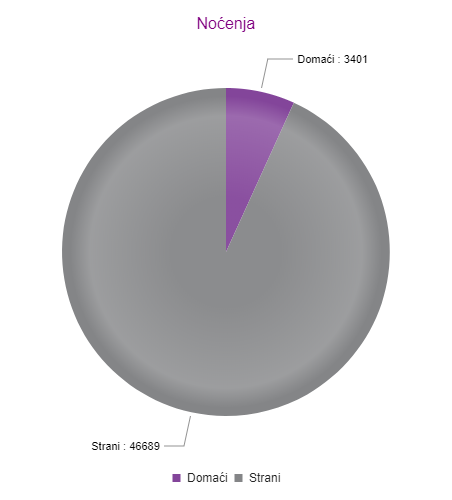 Noćenja
Domaći : 3401
Strani : 46689
Domaći Strani